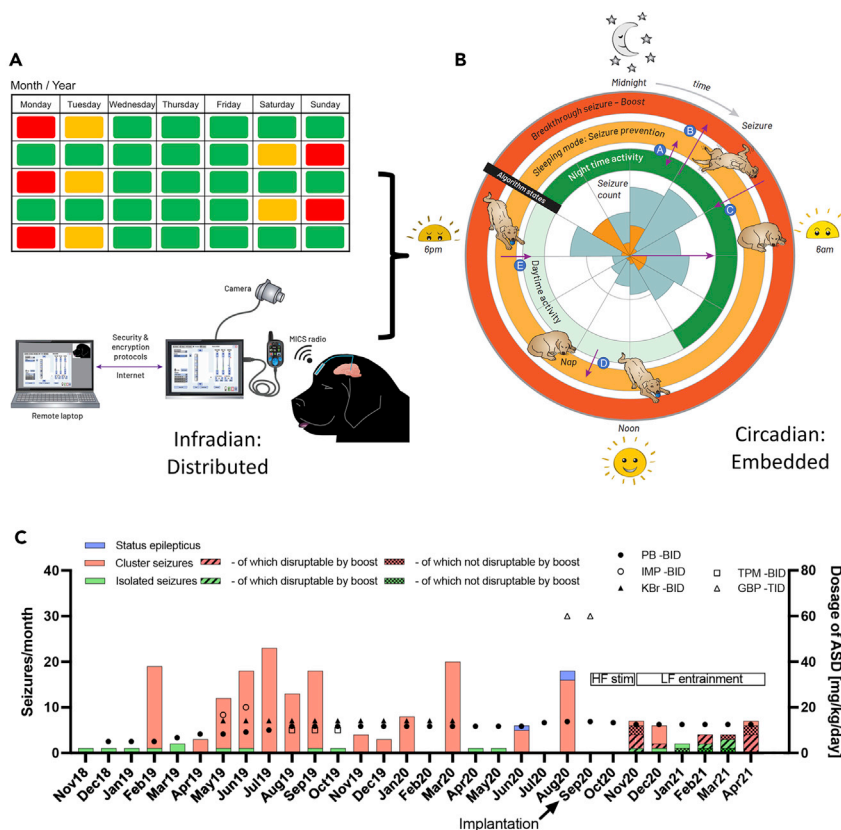 A
Month / Year
Monday Tuesday Wednesday Thursday Friday Saturday Sunday
Camera
Security &
encryption
protocols
Internet
MICS radio
Remote laptop
Infradian:
Distributed
B
Midnight
time
Seizure
Breakthrough seizure – Boost
Sleeping mode: Seizure prevention
Night time activity
Algorithm states
Seizure
count
A
B
C
6pm
6am
E
Daytime activity
Nap
D
Noon
Circadian:
Embedded
C
Status epilepticus
Cluster seizures - of which disruptable by boost - of which not disruptable by boost
Isolated seizures - of which disruptable by boost - of which not disruptable by boost
PB -BID
IMP -BID TPM -BID
KBr -BID GBP -TID
Seizures/month
40
30
20
10
0
HF stim LF entrainment
80
60
40
20
0
Dosage of ASD [mg/kg/day]
Nov18 Dec18 Jan19 Feb19 Mar19 Apr19 May19 Jun19 Jul19 Aug19 Sep19 Oct19 Nov19 Dec19 Jan20 Feb20 Mar20 Apr20 May20 Jun20 Jul20 Aug20 Sep20 Oct20 Nov20 Dec20 Jan21 Feb21 Mar21 Apr21
Implantation